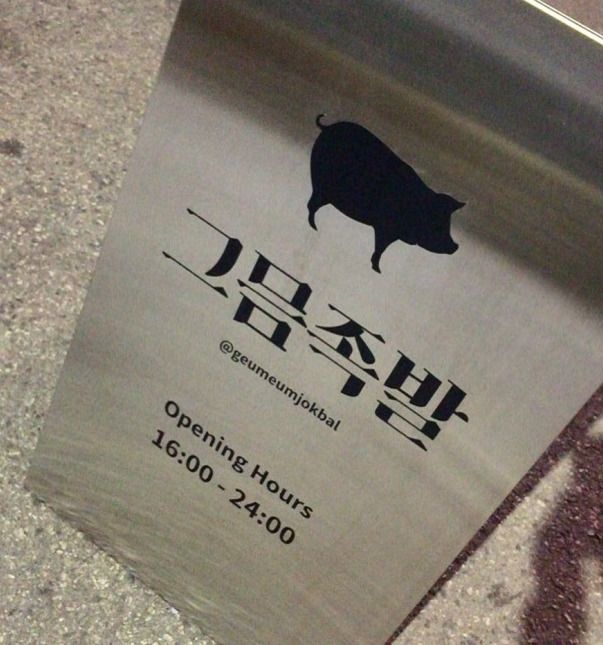 그믐족발
@geumeumjokbal
Opening Hours
16:00 - 24:00